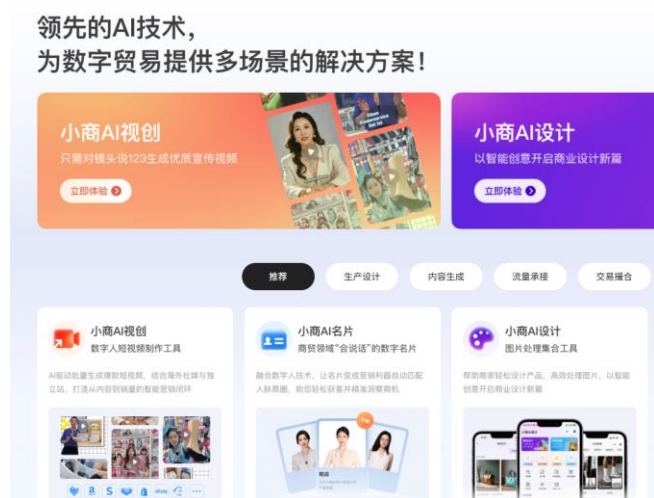 领先的AI技术，
为数字贸易提供多场景的解决方案！
小商AI视创
只需对镜头说123生成优质宣传视频
立即体验
小商AI设计
以智能创意开启商业设计新篇
立即体验
推荐
生产设计
内容生成
流量承接
交易撮合
小商AI视创
数字人短视频制作工具
AI驱动批量生成爆款短视频，结合海外社媒与独
立站，打造从内容到销量的智能营销闭环
小商AI名片
商贸领域“会说话”的数字名片
融合数字人技术，让名片变成营销利器自动匹配
人脉商圈，助您轻松获客并精准洞察商机
小商AI设计
图片处理集合工具
帮助商家轻松设计产品、高效处理图片，以智能
创意开启商业设计新篇
小商AI设计
ebay